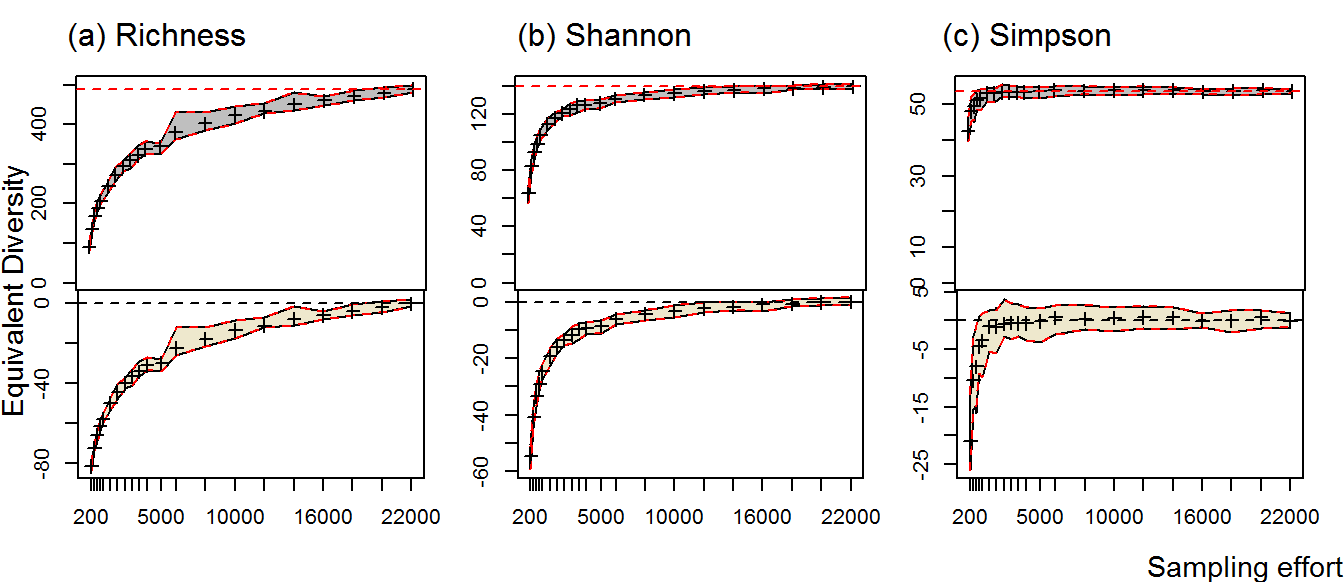 (a) Richness
(b) Shannon
(c) Simpson
Equivalent Diversity
400
200
0
120
80
40
0
50
30
10
0
0
-40
-80
0
-20
-40
-60
5
-5
-15
-25
200 5000 10000 16000 22000
200 5000 10000 16000 22000
200 5000 10000 16000 22000
Sampling effort